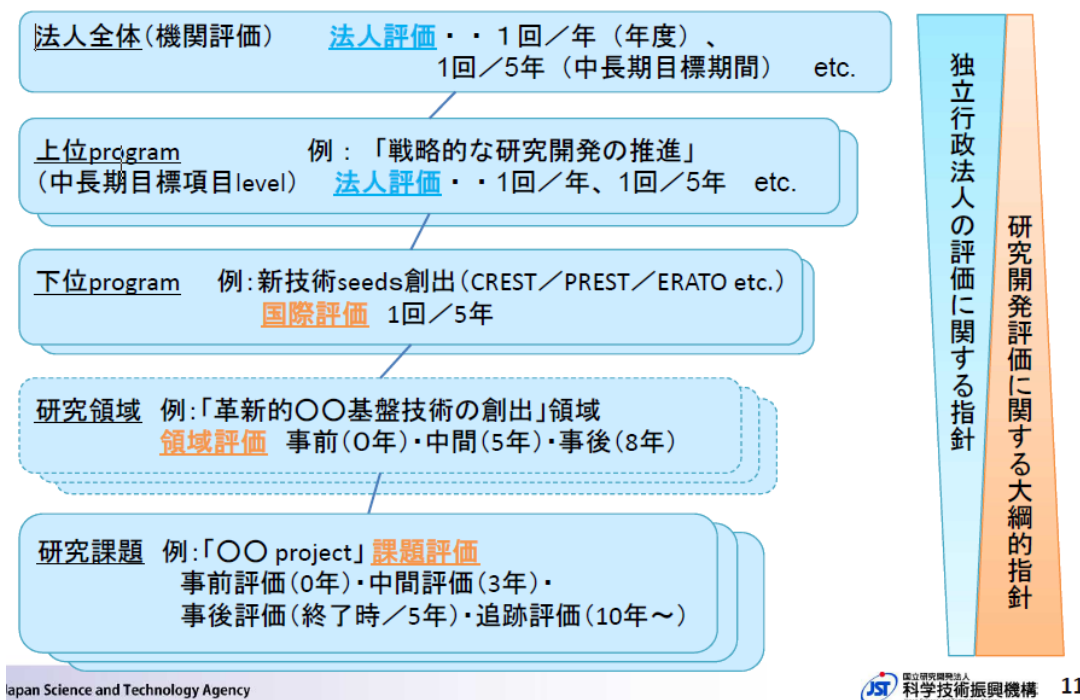 法人全体(機関評価) 法人評価・・1回/年(年度)、
1回/5年(中長期目標期間) etc.
上位program 例:「戦略的な研究開発の推進」
(中長期目標項目level) 法人評価・・1回/年、1回/5年 etc.
下位program 例:新技術seeds創出(CREST/PREST/ERATO etc.)
国際評価 1回/5年
研究領域 例:「革新的〇〇基盤技術の創出」領域
領域評価 事前(0年)・中間(5年)・事後(8年)
研究課題 例:「〇〇 project」課題評価
事前評価(0年)・中間評価(3年)・
事後評価(終了時/5年)・追跡評価(10年~)
独立行政法人の評価に関する指針
研究開発評価に関する大綱的指針
Japan Science and Technology Agency
JST
国立研究開発法人
科学技術振興機構
11